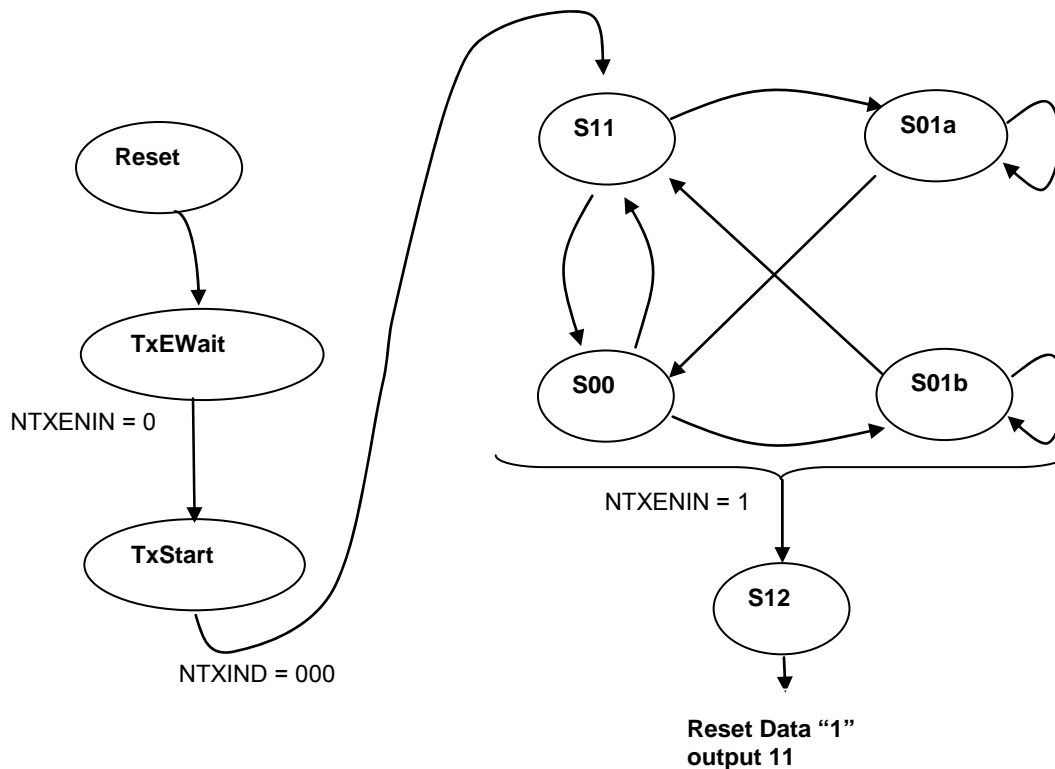 Reset
TxEWait
NTXENIN = 0
TxStart
NTXIND = 000
S11
S01a
S00
S01b
NTXENIN = 1
S12
Reset Data “1”
output 11